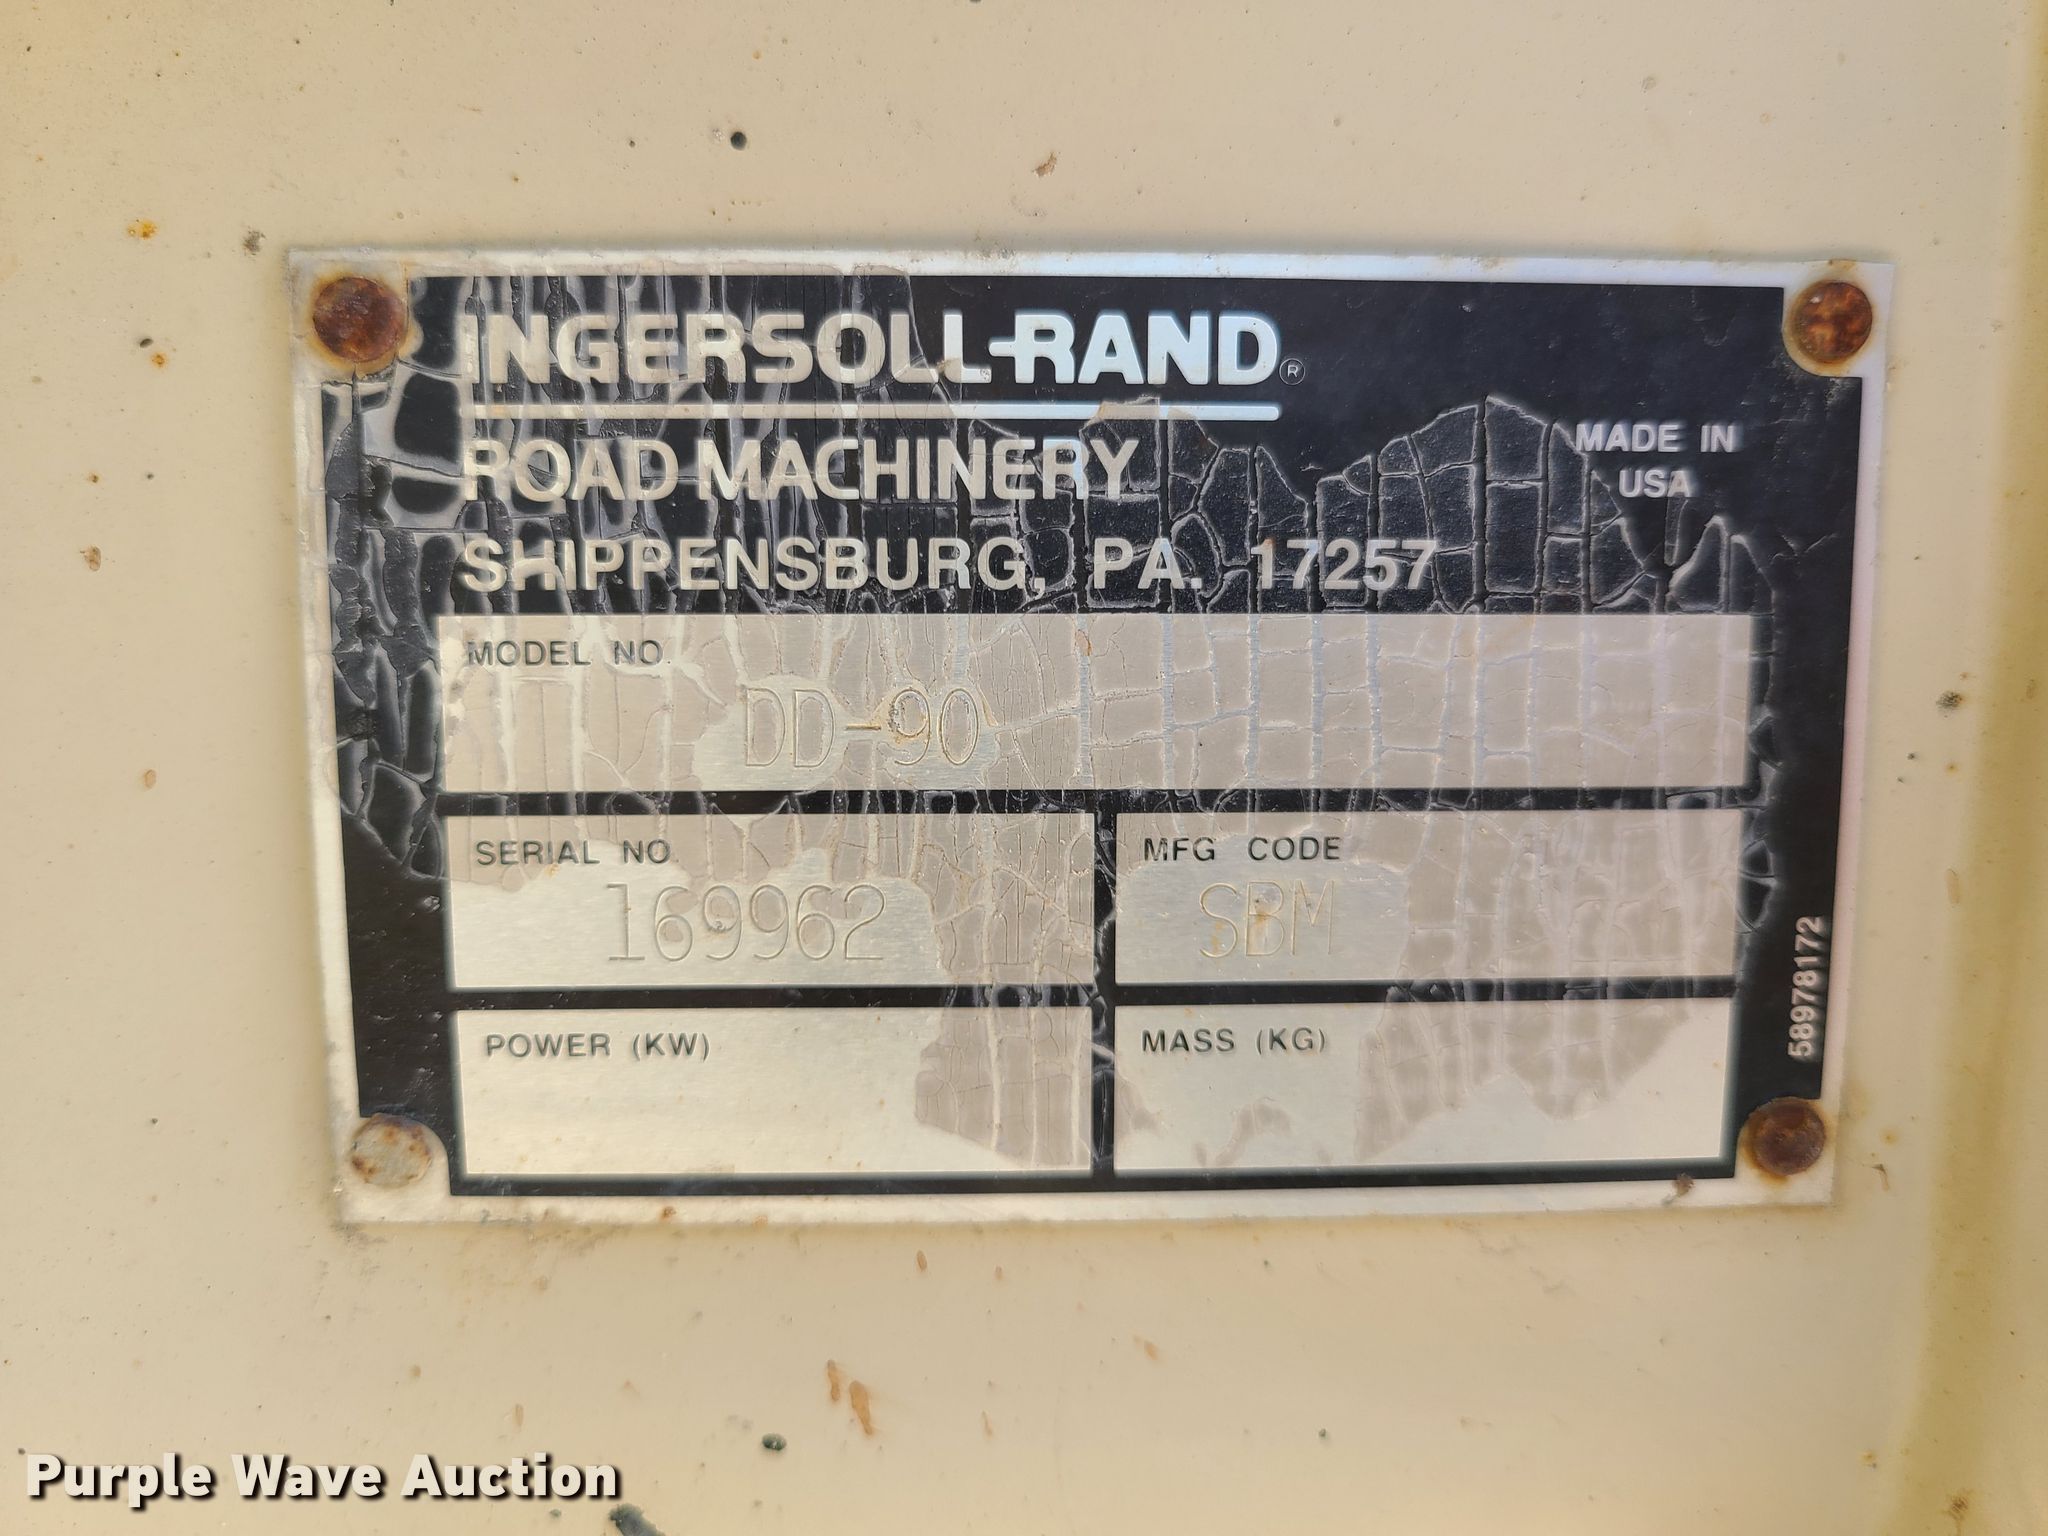 INGERSOLL-RAND®
ROAD MACHINERY
MADE IN
USA
SHIPPENSBURG, PA. 17257
MODEL NO.
DD-90
SERIAL NO.
169962
MFG CODE
SBM
POWER (KW)
MASS (KG)
58978172
Purple Wave Auction